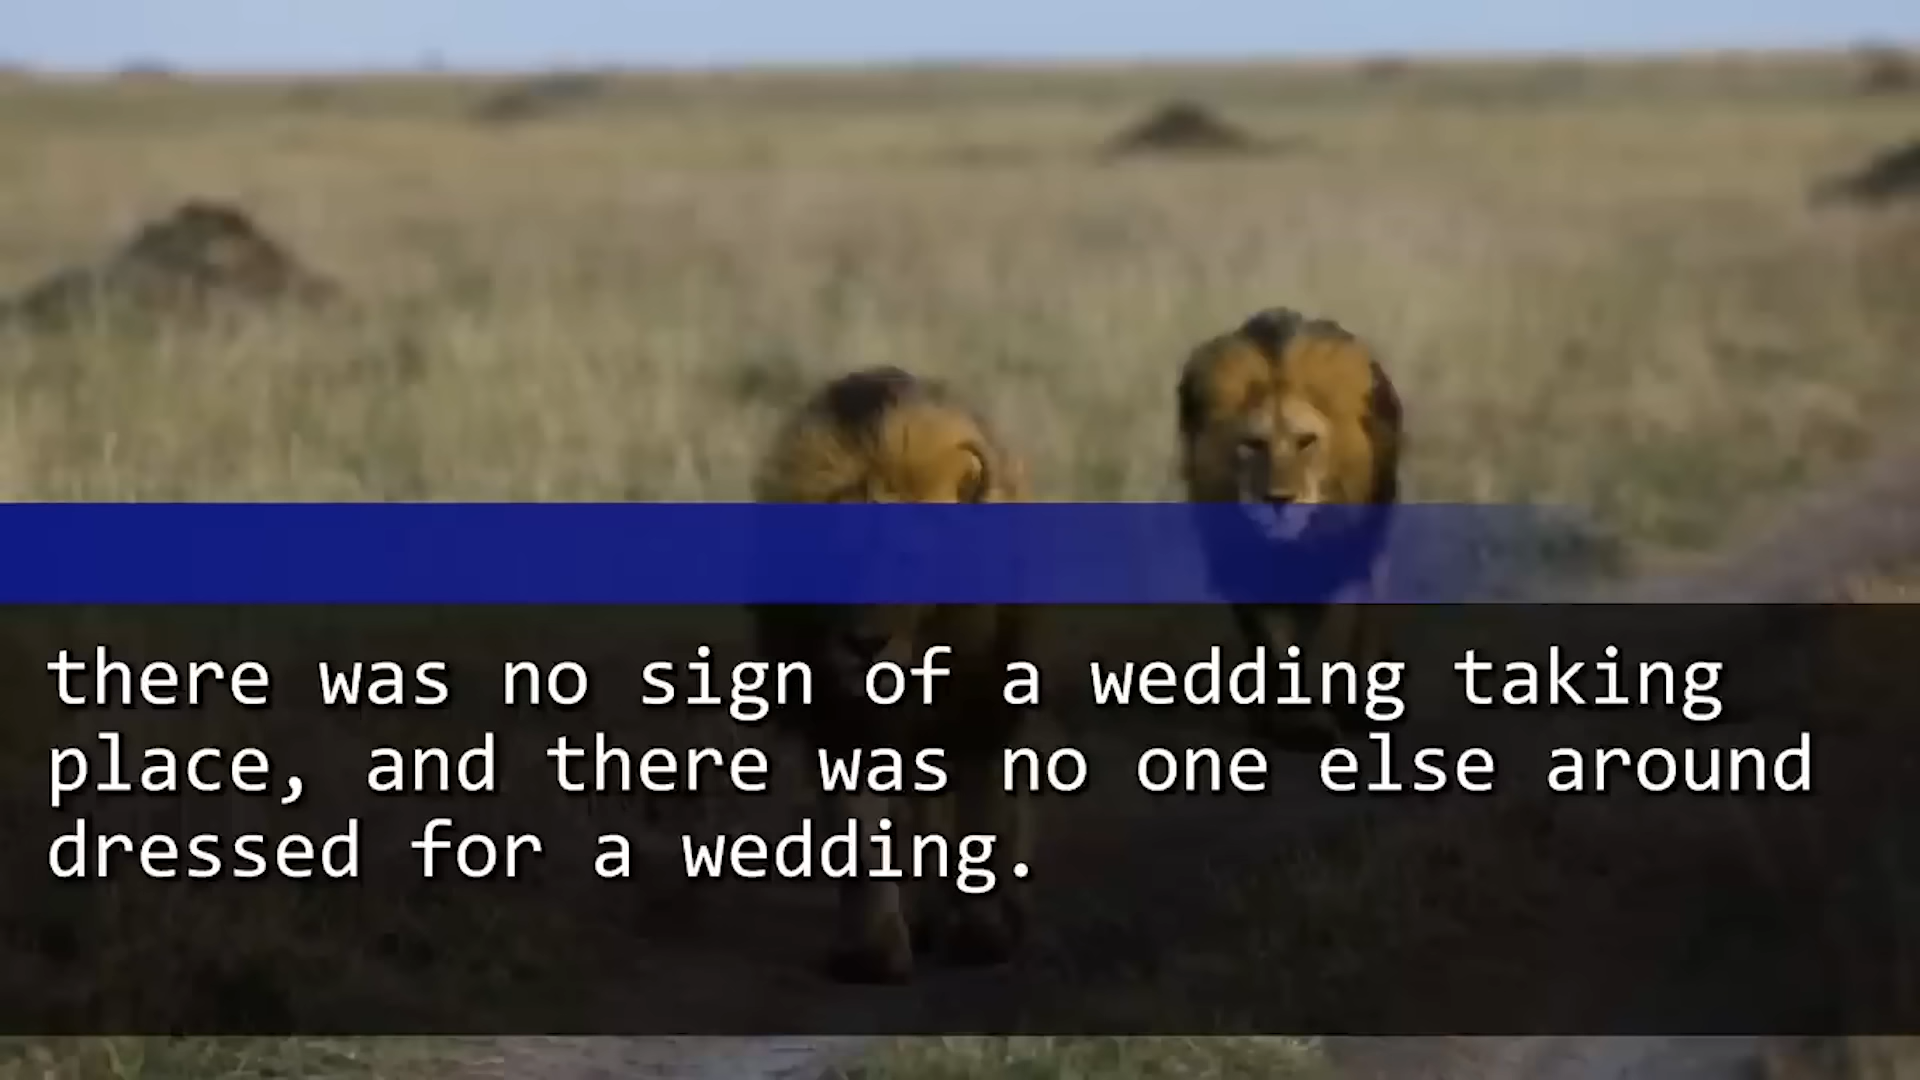 there was no sign of a wedding taking
place, and there was no one else around
dressed for a wedding.